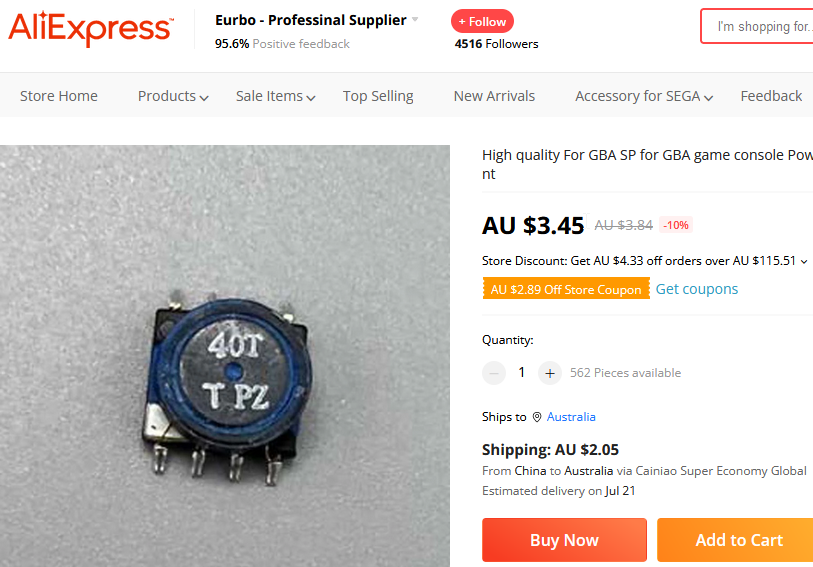 AliExpress™
Eurbo - Professinal Supplier
+ Follow
95.6% Positive feedback
4516 Followers
I'm shopping for..
Store Home
Products
Sale Items
Top Selling
New Arrivals
Accessory for SEGA
Feedback
40T
T PZ
High quality For GBA SP for GBA game console Pow
nt
AU $3.45 AU $3.84 -10%
Store Discount: Get AU $4.33 off orders over AU $115.51
AU $2.89 Off Store Coupon Get coupons
Quantity:
1 + 562 Pieces available
Ships to Australia
Shipping: AU $2.05
From China to Australia via Cainiao Super Economy Global
Estimated delivery on Jul 21
Buy Now
Add to Cart